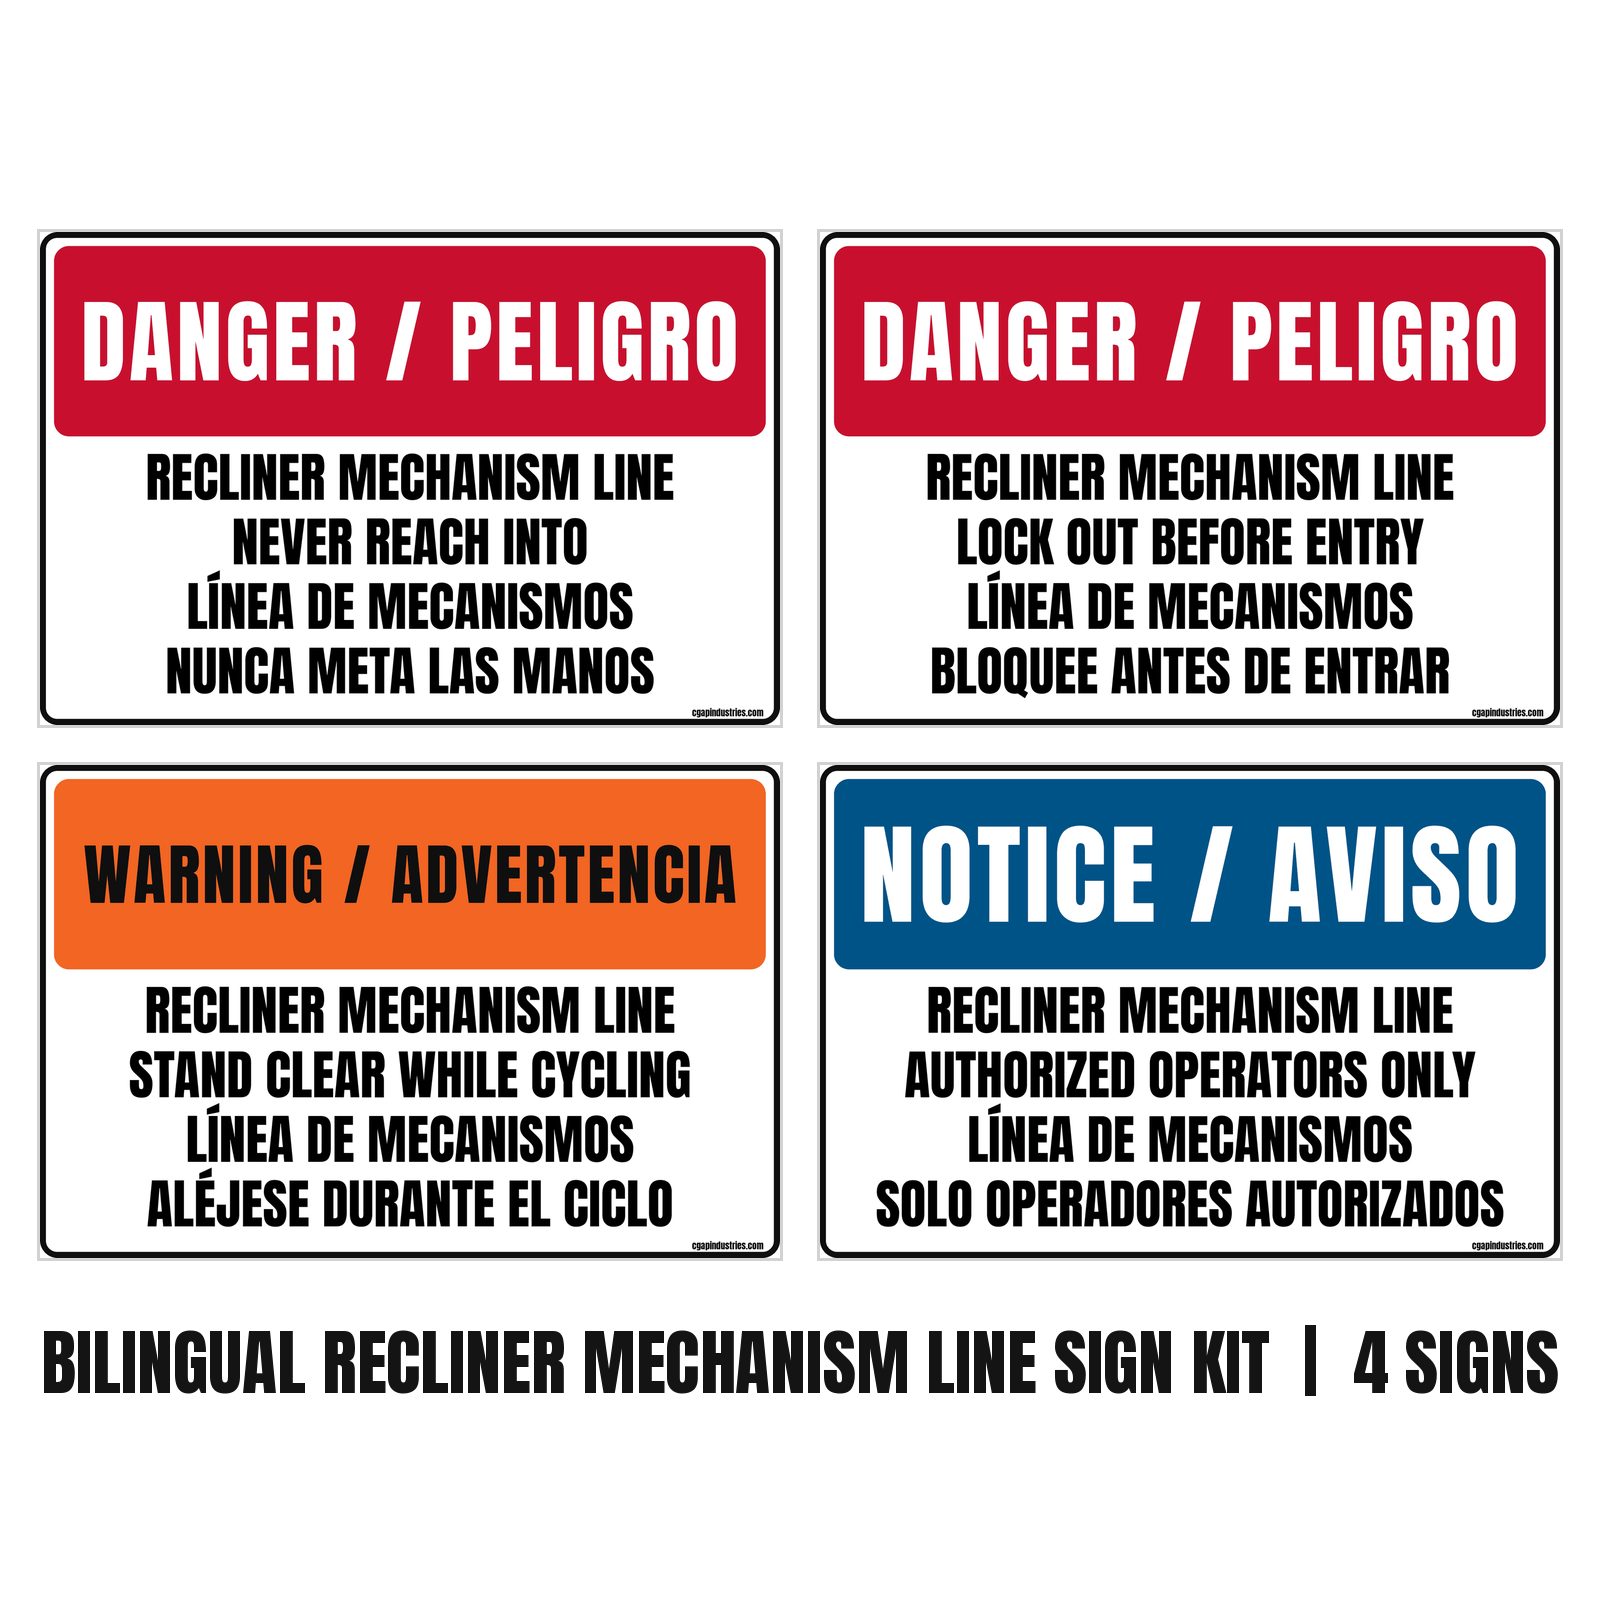 DANGER / PELIGRO
RECLINER MECHANISM LINE
NEVER REACH INTO
LÍNEA DE MECANISMOS
NUNCA META LAS MANOS
cgapindustries.com
DANGER / PELIGRO
RECLINER MECHANISM LINE
LOCK OUT BEFORE ENTRY
LÍNEA DE MECANISMOS
BLOQUEE ANTES DE ENTRAR
cgapindustries.com
WARNING / ADVERTENCIA
RECLINER MECHANISM LINE
STAND CLEAR WHILE CYCLING
LÍNEA DE MECANISMOS
ALÉJESE DURANTE EL CICLO
cgapindustries.com
NOTICE / AVISO
RECLINER MECHANISM LINE
AUTHORIZED OPERATORS ONLY
LÍNEA DE MECANISMOS
SOLO OPERADORES AUTORIZADOS
cgapindustries.com
BILINGUAL RECLINER MECHANISM LINE SIGN KIT | 4 SIGNS